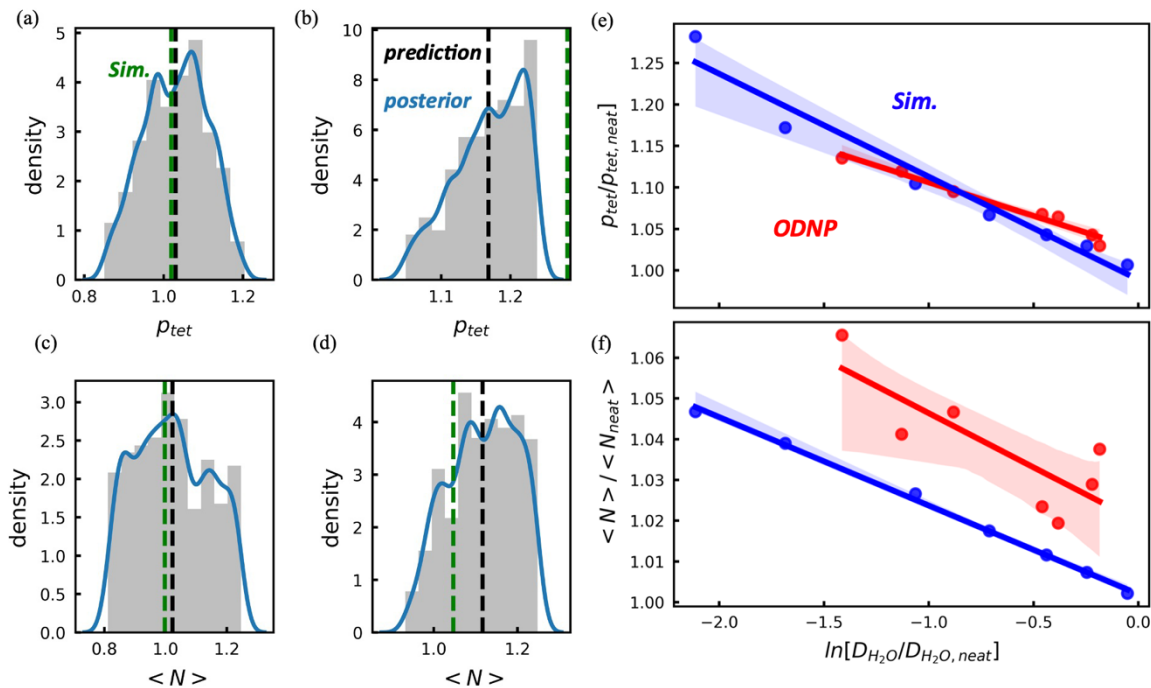 (a)
5
4
3
2
1
0
density
Sim.
0.8
1.0
1.2
p_tet
(b)
10
8
6
4
2
0
density
prediction
posterior
1.1
1.2
p_tet
(c)
3.0
2.5
2.0
1.5
1.0
0.5
0.0
density
0.8
1.0
1.2
< N >
(d)
4
2
0
density
1.0
1.2
< N >
(e)
1.25
1.20
1.15
1.10
1.05
1.00
p_tet/p_tet, neat
Sim.
ODNP
(f)
1.06
1.05
1.04
1.03
1.02
1.01
1.00
< N > / < N_neat >
−2.0
−1.5
−1.0
−0.5
0.0
ln[D_H₂O/D_H₂O, neat]